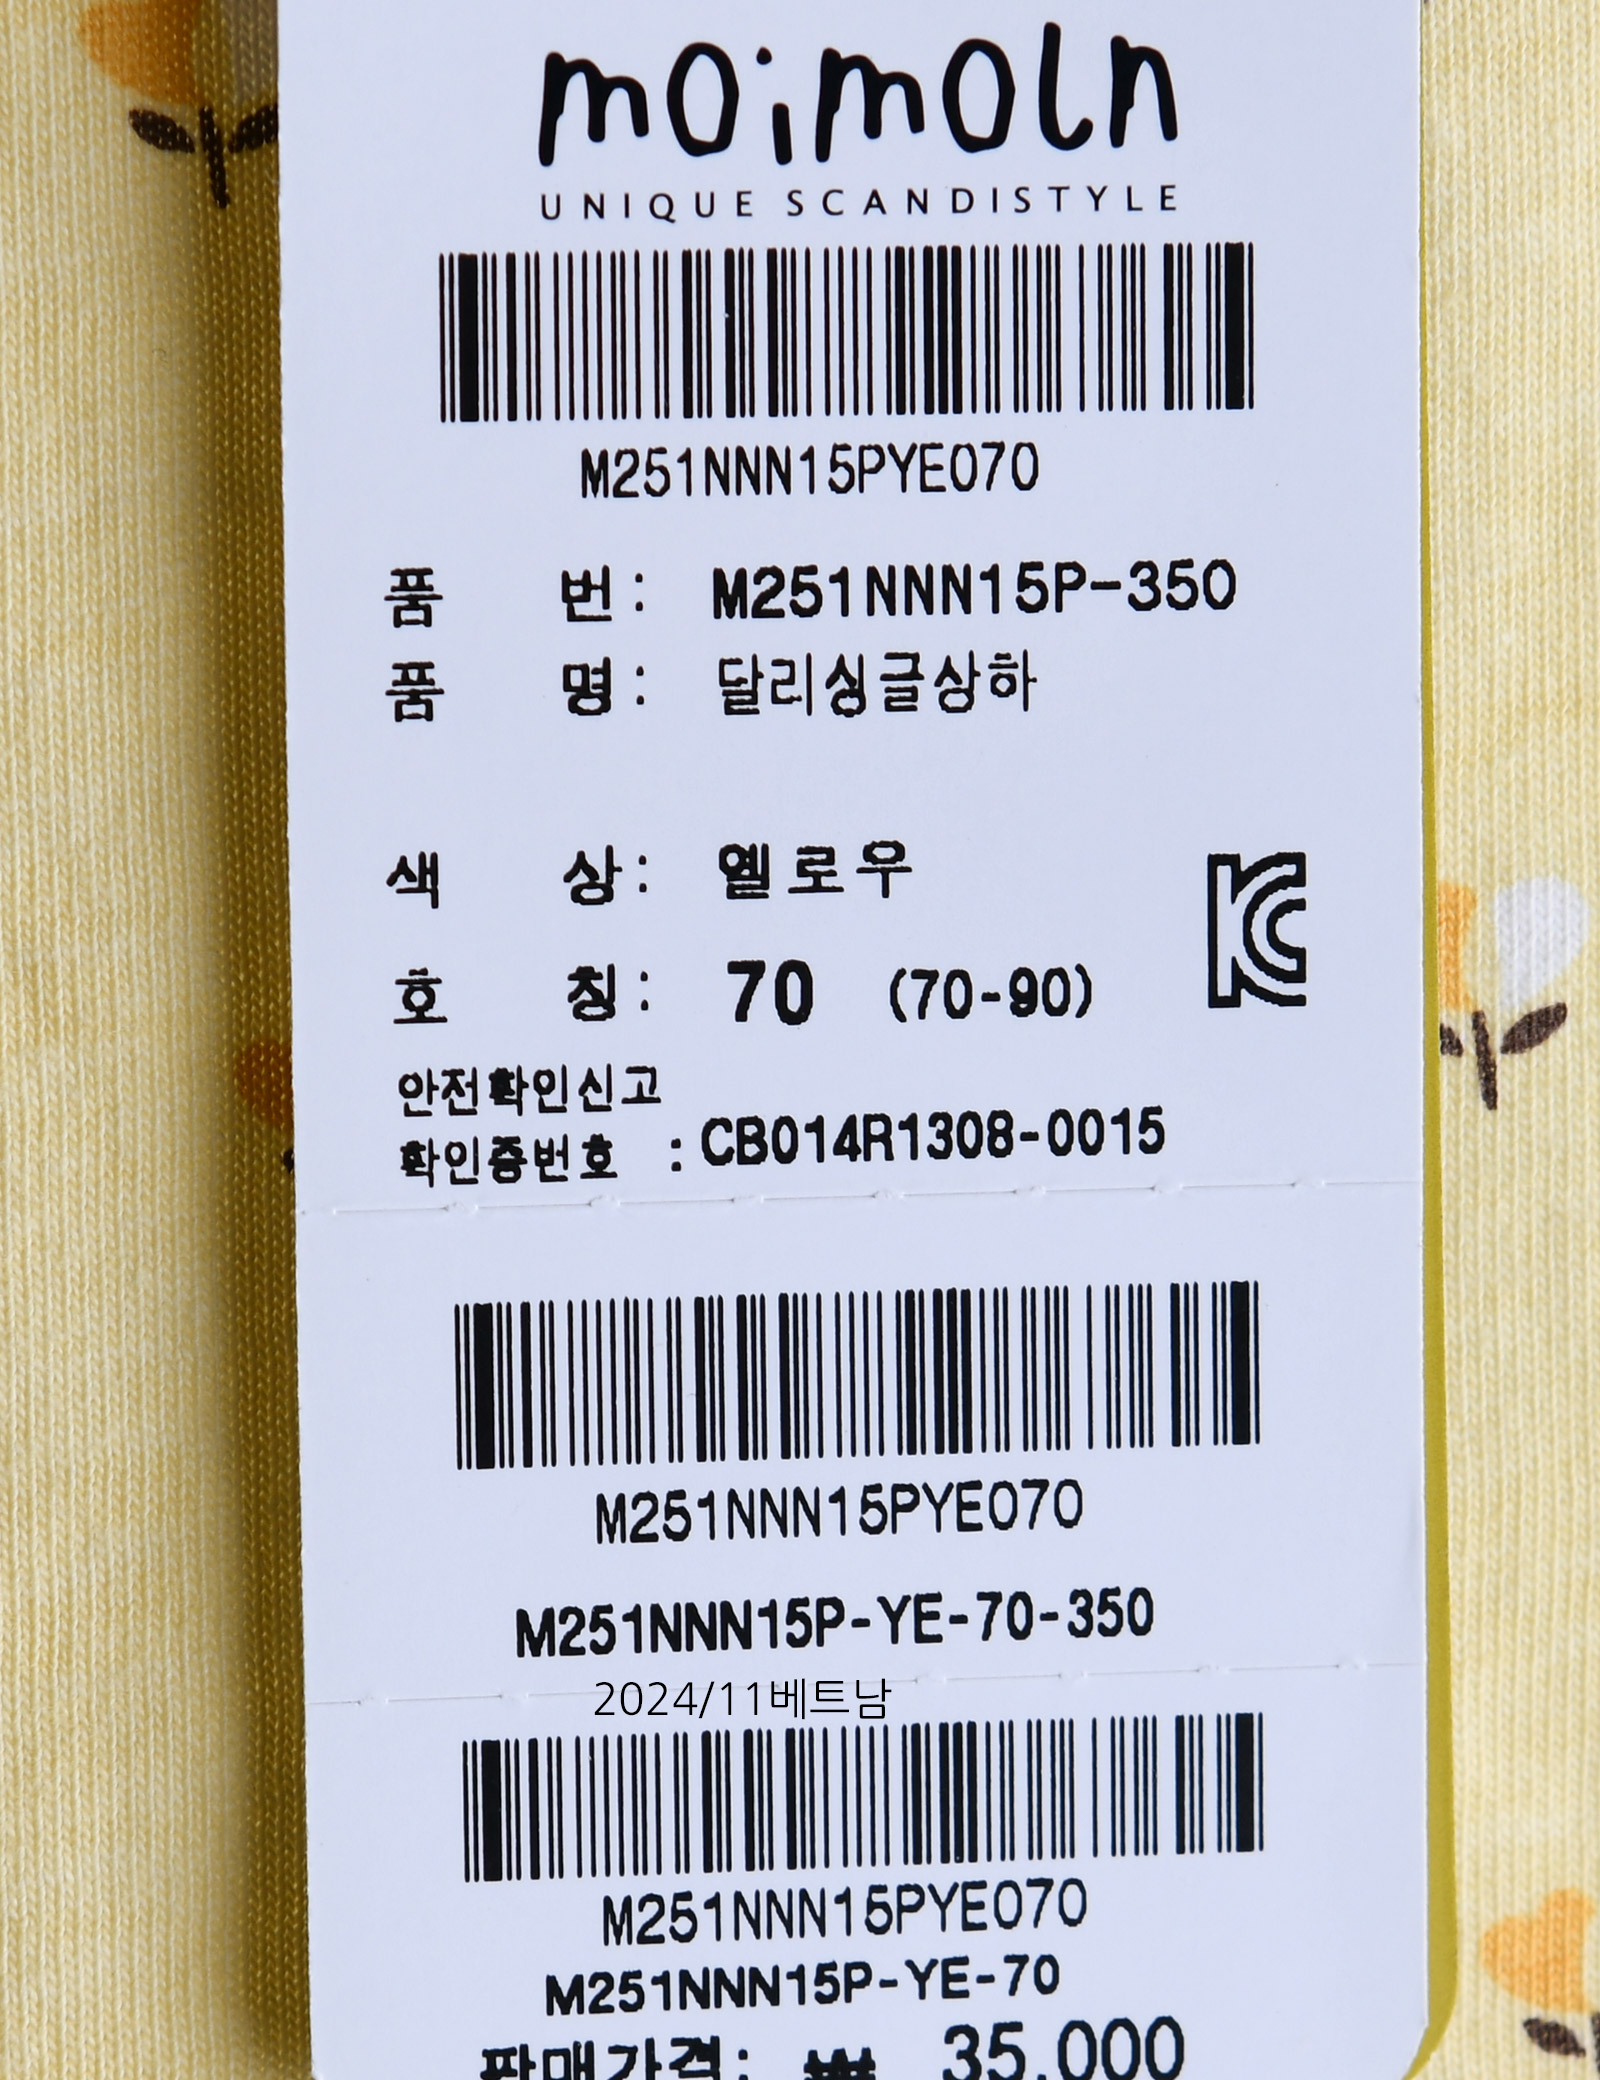 moimoln
UNIQUE SCANDISTYLE
M251NNN15PYE070
품 번: M251NNN15P-350
품 명: 달리싱글상하
색 상: 옐로우
호 칭: 70 (70-90)
안전확인신고
확인증번호 : CB014R1308-0015
M251NNN15PYE070
M251NNN15P-YE-70-350
2024/11베트남
M251NNN15PYE070
M251NNN15P-YE-70
판매가격: ₩ 35,000